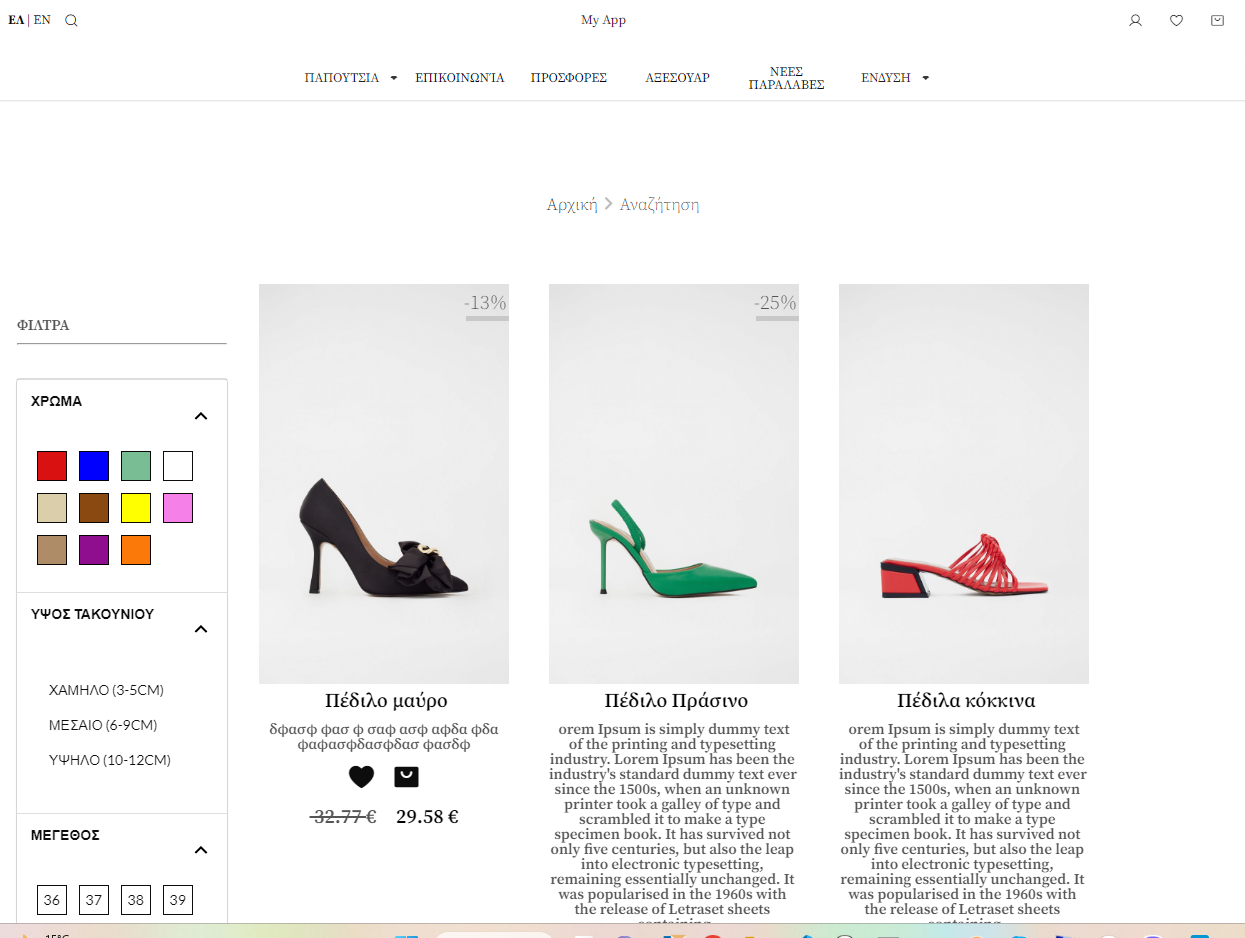 ΕΛ | EN
My App
ΠΑΠΟΥΤΣΙΑ ΕΠΙΚΟΙΝΩΝΊΑ ΠΡΟΣΦΟΡΕΣ ΑΞΕΣΟΥΑΡ ΝΕΕΣ ΠΑΡΑΛΑΒΕΣ ΕΝΔΥΣΗ
Αρχική > Αναζήτηση
ΦΙΛΤΡΑ
ΧΡΩΜΑ
ΥΨΟΣ ΤΑΚΟΥΝΙΟΥ
ΧΑΜΗΛΟ (3-5CM)
ΜΕΣΑΙΟ (6-9CM)
ΥΨΗΛΟ (10-12CM)
ΜΕΓΕΘΟΣ
36 37 38 39
-13%
Πέδιλο μαύρο
δφασφ φασ φ σαφ ασφ αφδα φδα
φαφασφδασφδασ φασδφ
32.77 € 29.58 €
-25%
Πέδιλο Πράσινο
orem Ipsum is simply dummy text
of the printing and typesetting
industry. Lorem Ipsum has been the
industry's standard dummy text ever
since the 1500s, when an unknown
printer took a galley of type and
scrambled it to make a type
specimen book. It has survived not
only five centuries, but also the leap
into electronic typesetting,
remaining essentially unchanged. It
was popularised in the 1960s with
the release of Letraset sheets
containing
Πέδιλα κόκκινα
orem Ipsum is simply dummy text
of the printing and typesetting
industry. Lorem Ipsum has been the
industry's standard dummy text ever
since the 1500s, when an unknown
printer took a galley of type and
scrambled it to make a type
specimen book. It has survived not
only five centuries, but also the leap
into electronic typesetting,
remaining essentially unchanged. It
was popularised in the 1960s with
the release of Letraset sheets
containing
15°C